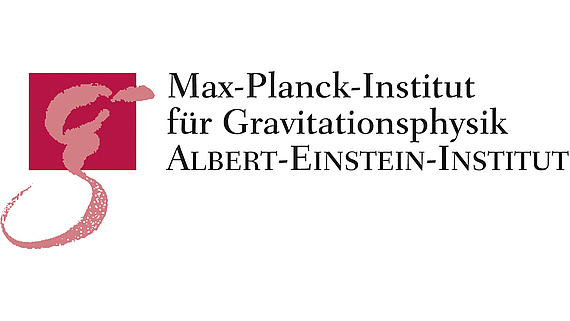 Max-Planck-Institut
für Gravitationsphysik
ALBERT-EINSTEIN-INSTITUT